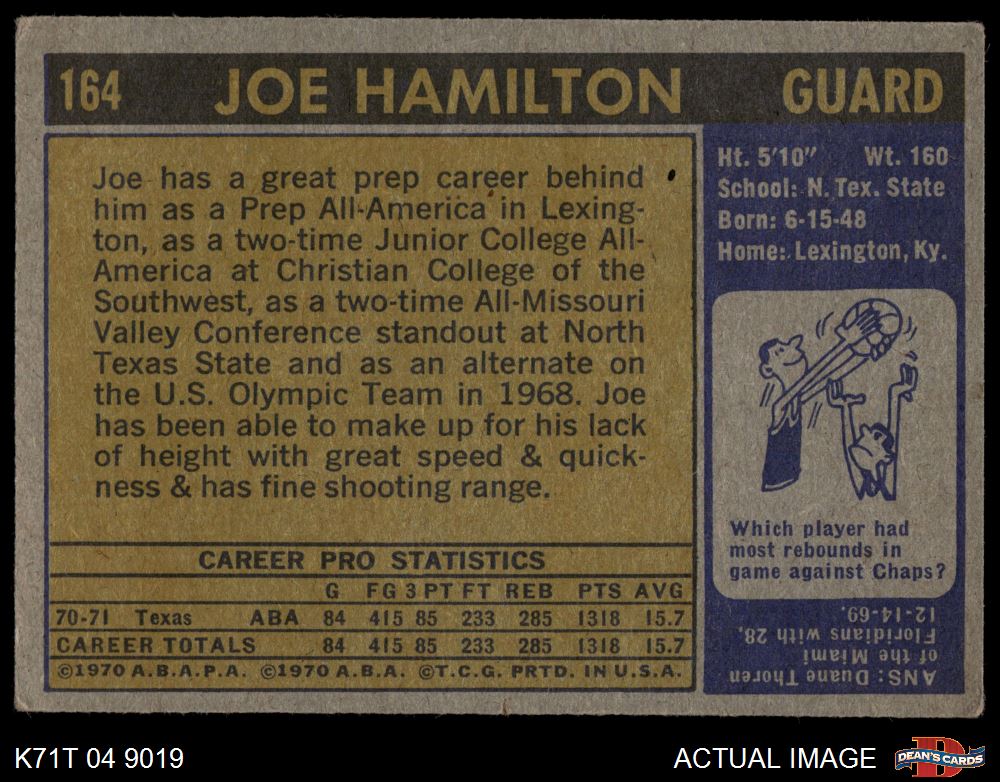 164 JOE HAMILTON GUARD
Joe has a great prep career behind
him as a Prep All-America in Lexing-
ton, as a two-time Junior College All-
America at Christian College of the
Southwest, as a two-time All-Missouri
Valley Conference standout at North
Texas State and as an alternate on
the U.S. Olympic Team in 1968. Joe
has been able to make up for his lack
of height with great speed & quick-
ness & has fine shooting range.
Ht. 5'10" Wt. 160
School: N. Tex. State
Born: 6-15-48
Home: Lexington, Ky.
Which player had
most rebounds in
game against Chaps?
ANS: Duane Thoren
of the Miami
Floridians with 28,
12-14-69.
CAREER PRO STATISTICS
G FG 3 PT FT REB PTS AVG
70-71 Texas ABA 84 415 85 233 285 1318 15.7
CAREER TOTALS 84 415 85 233 285 1318 15.7
©1970 A.B.A.P.A. ©1970 A.B.A. ©T.C.G. PRTD. IN U.S.A.
K71T 04 9019 ACTUAL IMAGE D DEAN'S CARDS